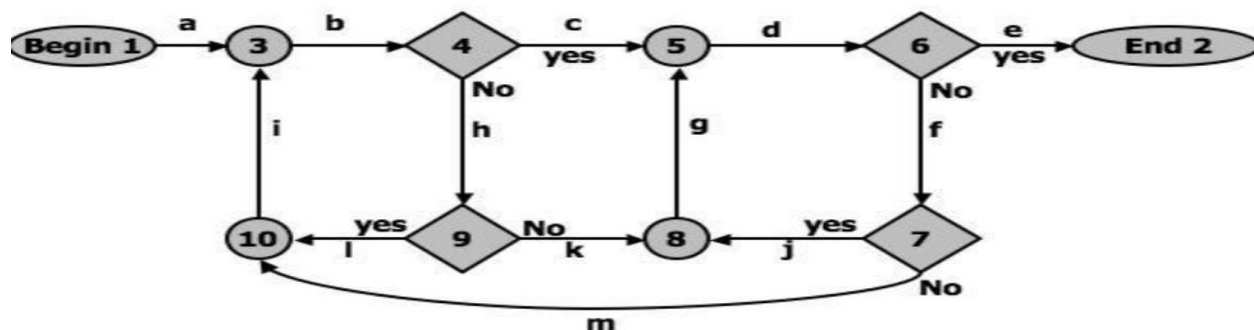 a b c d e
Begin 1 3 4 yes 5 6 yes End 2
No No
i h g f
yes No yes
10 l 9 k 8 j 7
No
m